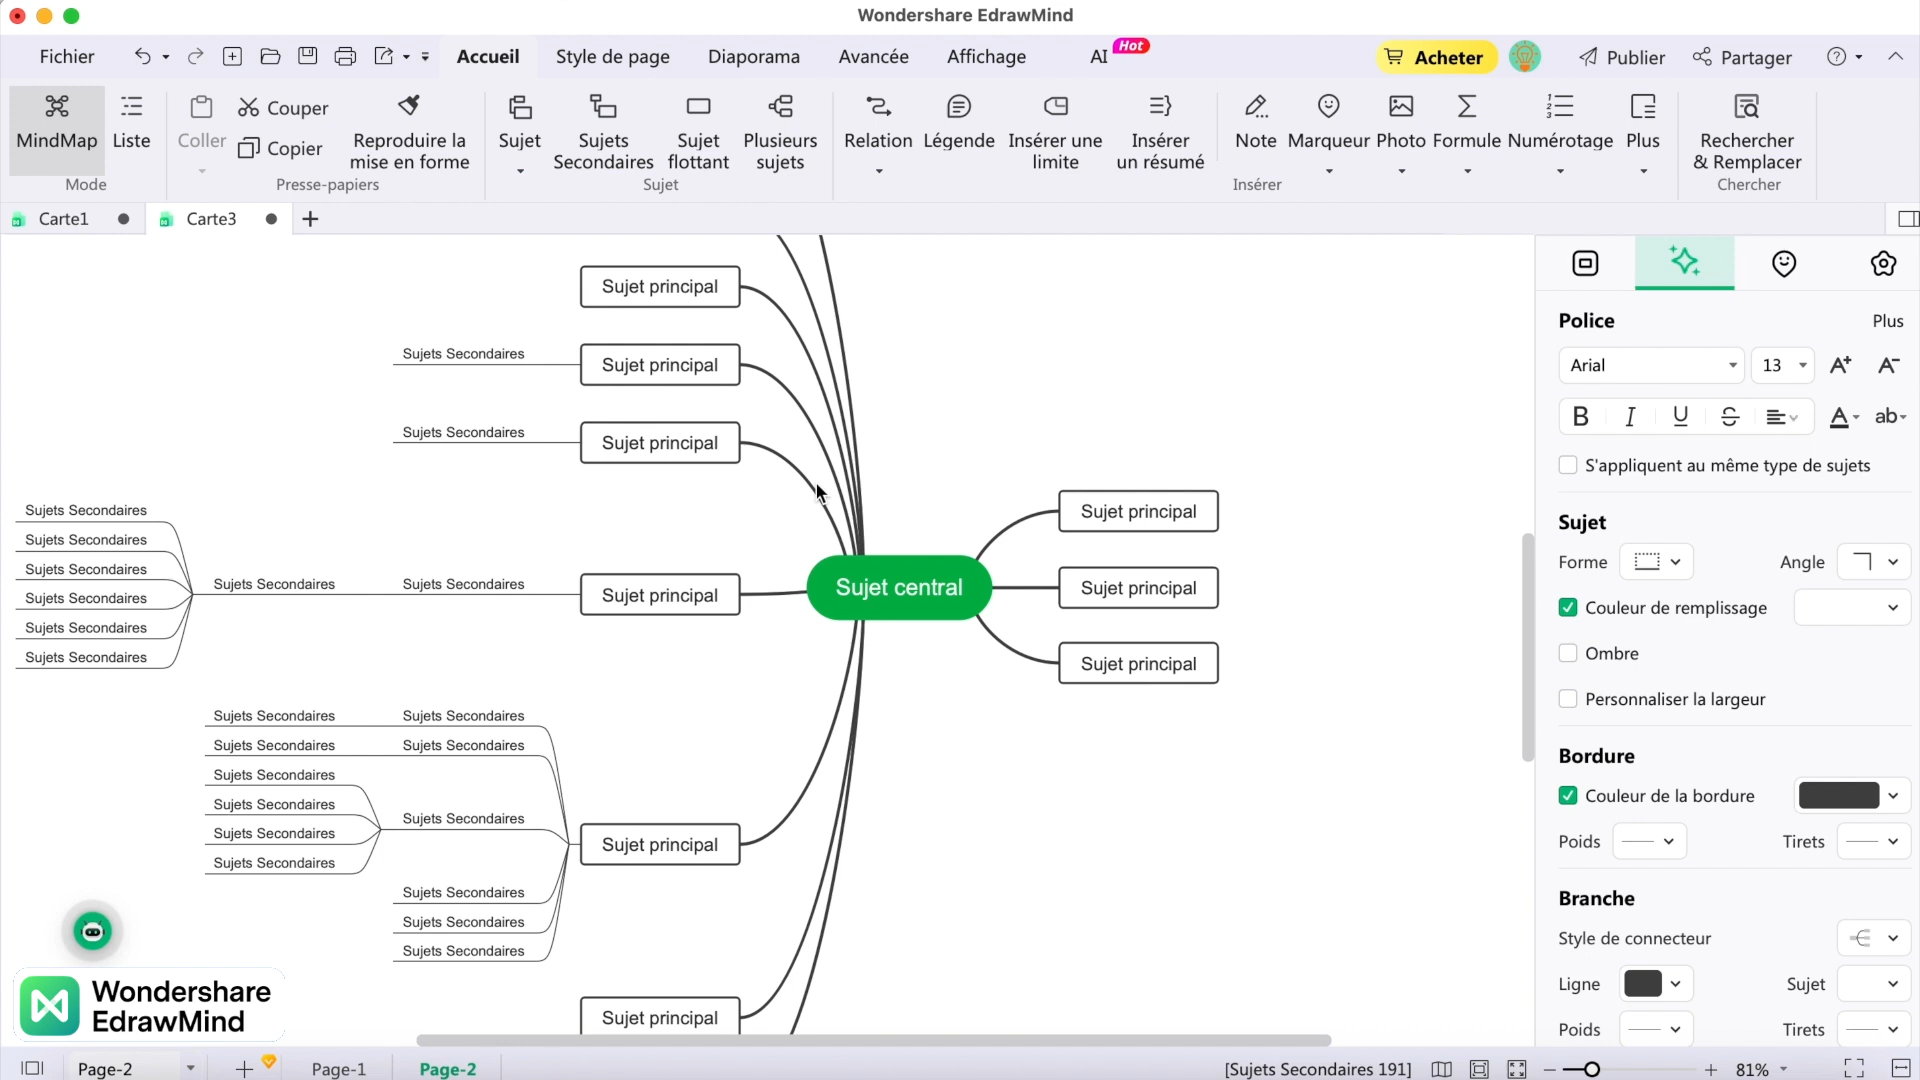 Wondershare EdrawMind
Fichier
Accueil
Style de page
Diaporama
Avancée
Affichage
AI
Hot
Acheter
Publier
Partager
MindMap
Liste
Mode
Coller
Couper
Copier
Reproduire la
mise en forme
Presse-papiers
Sujet
Sujets
Secondaires
Sujet
flottant
Plusieurs
sujets
Sujet
Relation
Légende
Insérer une
limite
Insérer
un résumé
Note
Marqueur
Photo
Formule
Numérotage
Plus
Insérer
Rechercher
& Remplacer
Chercher
Carte1
Carte3
Sujet principal
Sujets Secondaires
Sujet principal
Sujets Secondaires
Sujet principal
Sujets Secondaires
Sujets Secondaires
Sujets Secondaires
Sujets Secondaires
Sujets Secondaires
Sujets Secondaires
Sujets Secondaires
Sujets Secondaires
Sujet principal
Sujet central
Sujet principal
Sujet principal
Sujet principal
Sujets Secondaires
Sujets Secondaires
Sujets Secondaires
Sujets Secondaires
Sujets Secondaires
Sujets Secondaires
Sujets Secondaires
Sujets Secondaires
Sujets Secondaires
Sujet principal
Sujets Secondaires
Sujets Secondaires
Sujets Secondaires
Sujet principal
Wondershare
EdrawMind
Police
Plus
Arial
13
A+
A-
B
I
U
S
A
ab
S'appliquent au même type de sujets
Sujet
Forme
Angle
Couleur de remplissage
Ombre
Personnaliser la largeur
Bordure
Couleur de la bordure
Poids
Tirets
Branche
Style de connecteur
Ligne
Sujet
Poids
Tirets
Page-2
Page-1
Page-2
[Sujets Secondaires 191]
81%